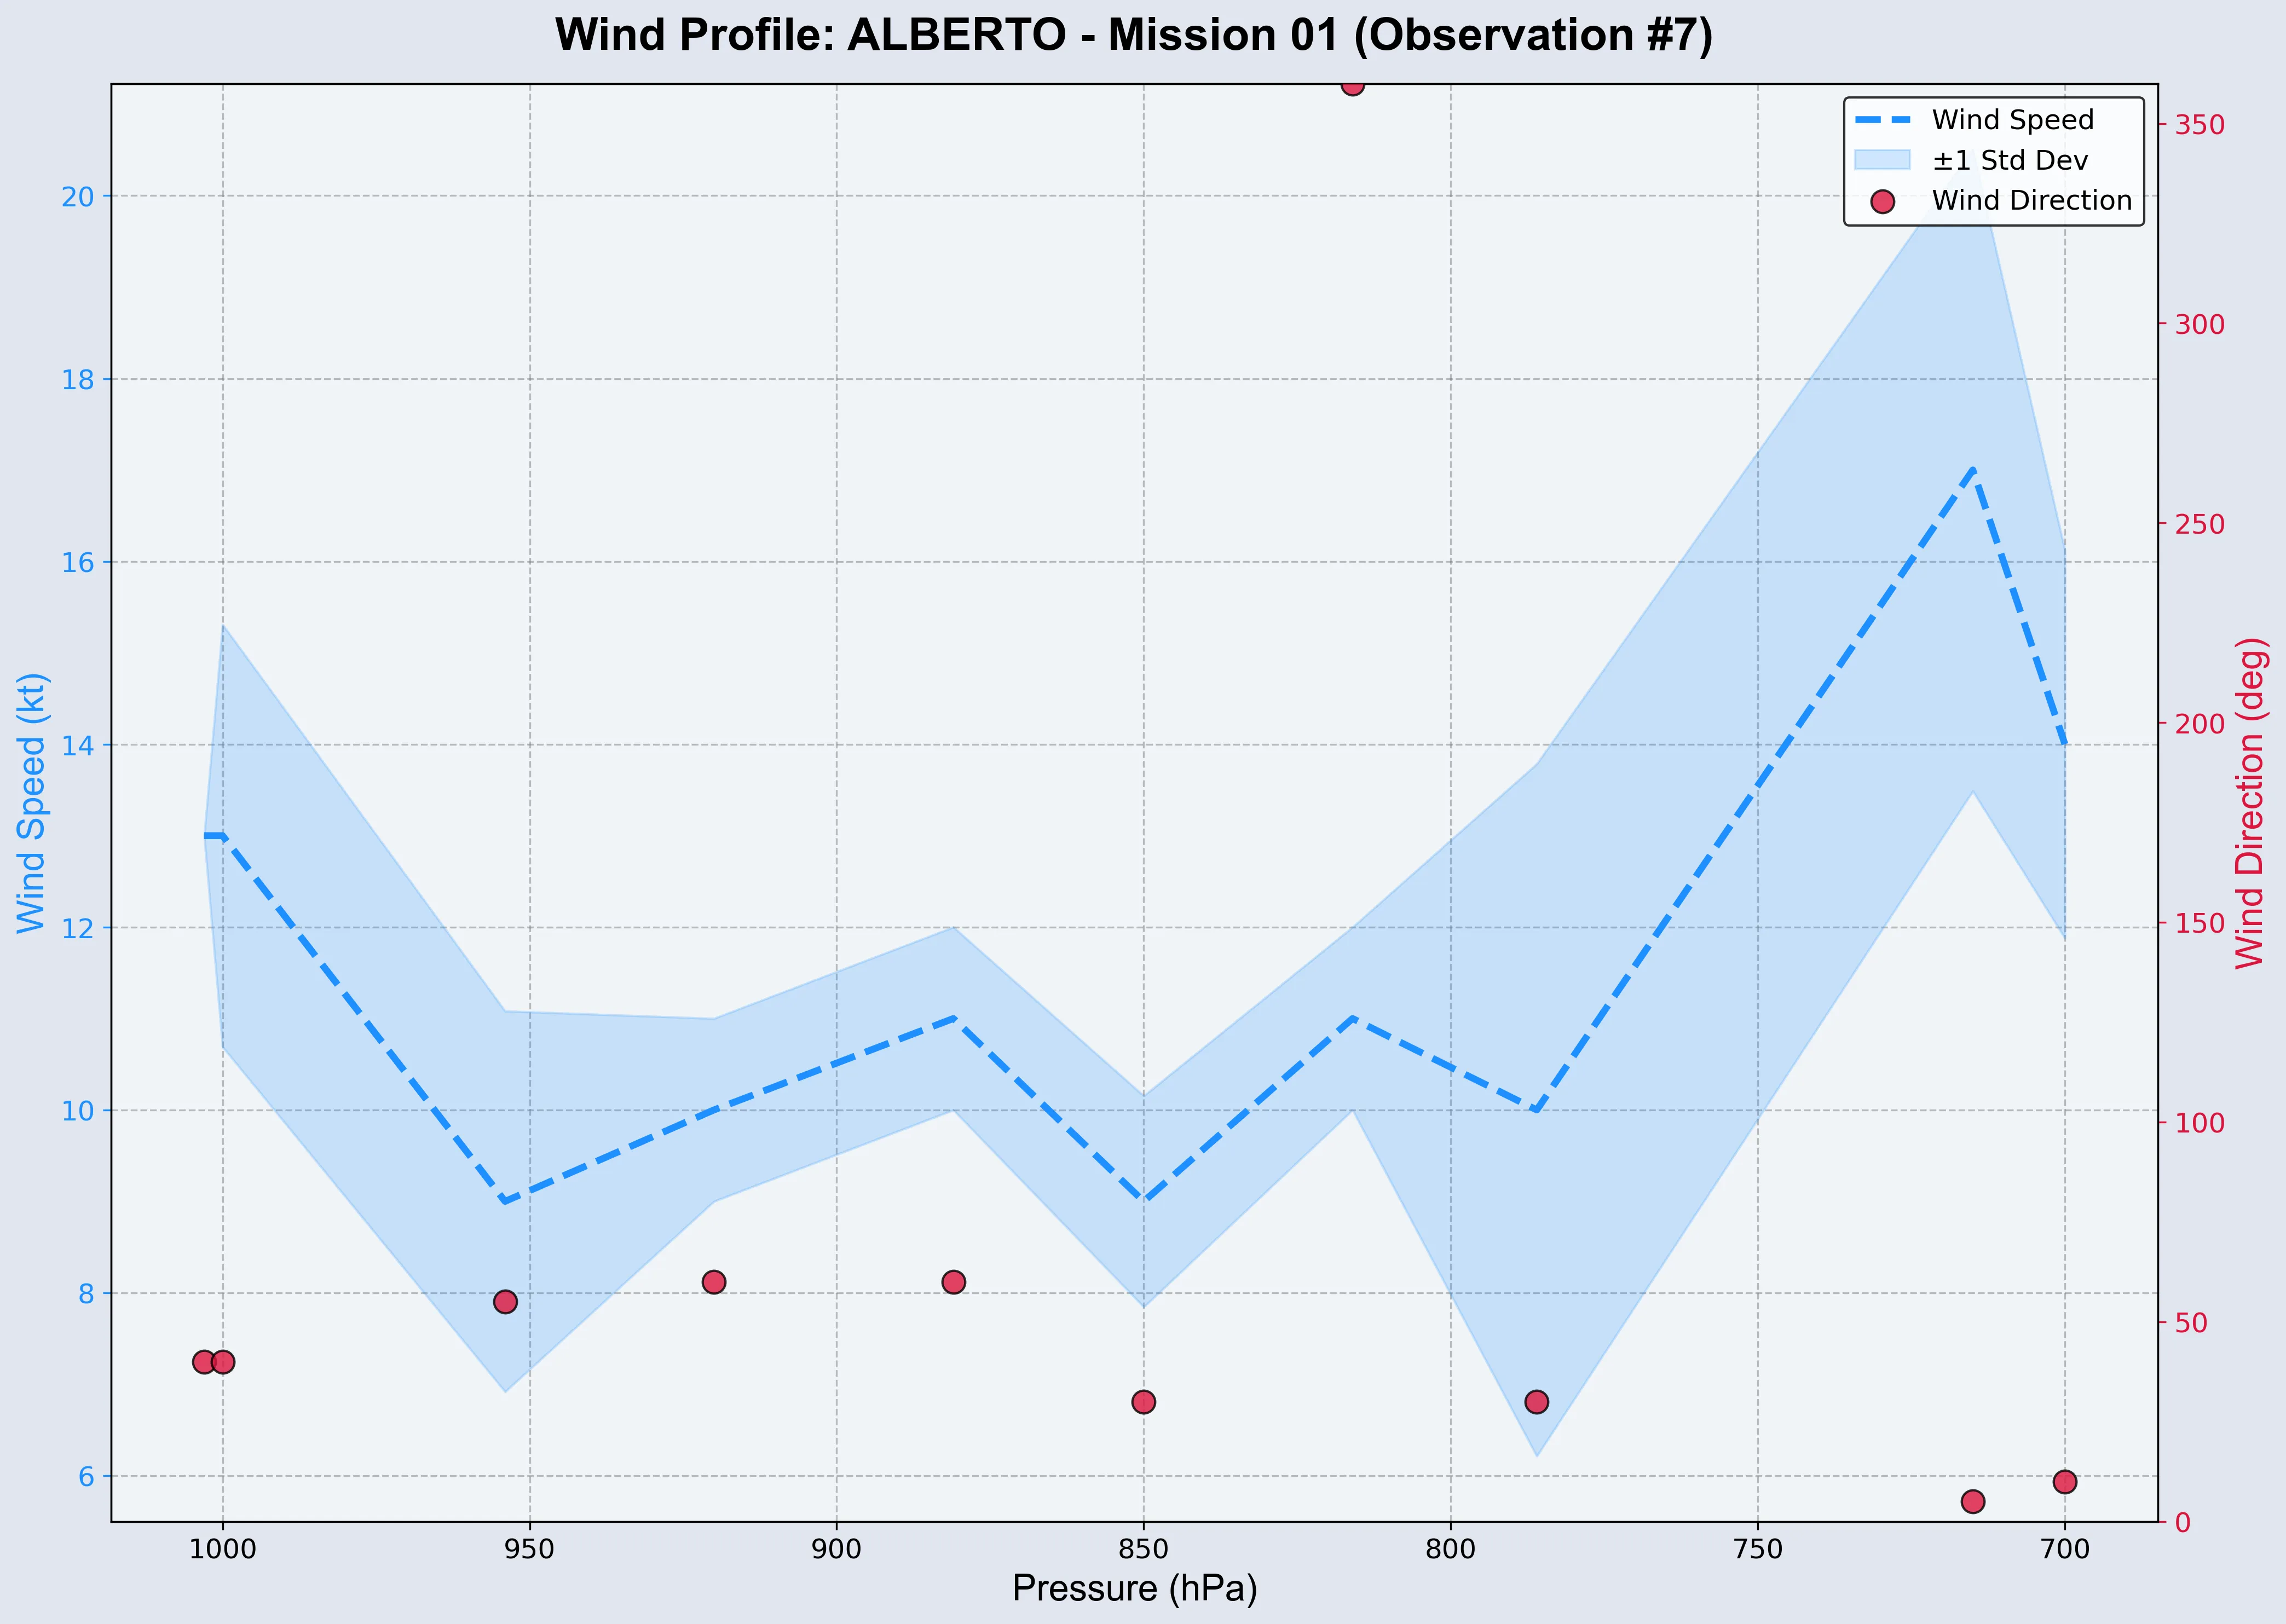 Wind Profile: ALBERTO - Mission 01 (Observation #7)
Wind Speed
±1 Std Dev
Wind Direction
Wind Speed (kt)
20
18
16
14
12
10
8
6
350
300
250
200
150
100
50
0
Wind Direction (deg)
1000 950 900 850 800 750 700
Pressure (hPa)